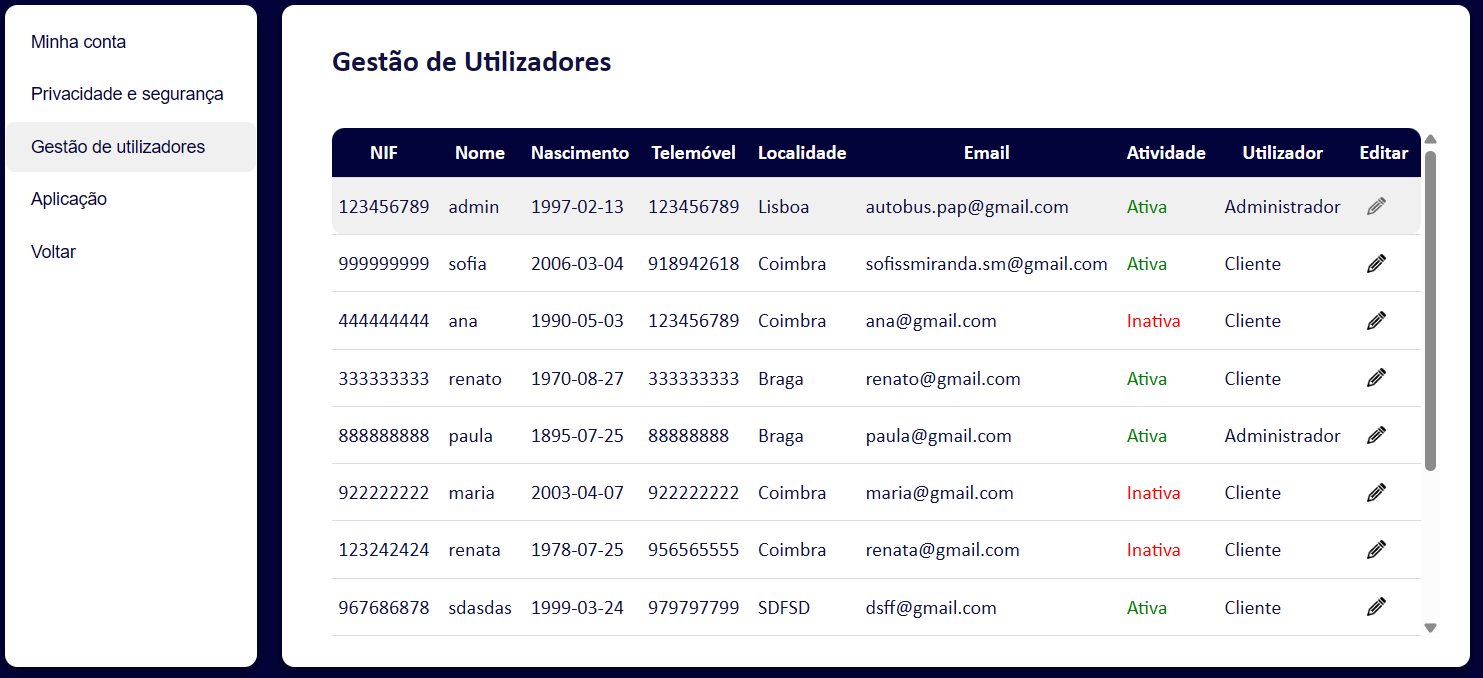 Minha conta
Privacidade e segurança
Gestão de utilizadores
Aplicação
Voltar
Gestão de Utilizadores
NIF Nome Nascimento Telemóvel Localidade Email Atividade Utilizador Editar
123456789 admin 1997-02-13 123456789 Lisboa autobus.pap@gmail.com Ativa Administrador
999999999 sofia 2006-03-04 918942618 Coimbra sofissmiranda.sm@gmail.com Ativa Cliente
444444444 ana 1990-05-03 123456789 Coimbra ana@gmail.com Inativa Cliente
333333333 renato 1970-08-27 333333333 Braga renato@gmail.com Ativa Cliente
888888888 paula 1895-07-25 88888888 Braga paula@gmail.com Ativa Administrador
922222222 maria 2003-04-07 922222222 Coimbra maria@gmail.com Inativa Cliente
123242424 renata 1978-07-25 956565555 Coimbra renata@gmail.com Inativa Cliente
967686878 sdasdas 1999-03-24 979797799 SDFSD dsff@gmail.com Ativa Cliente